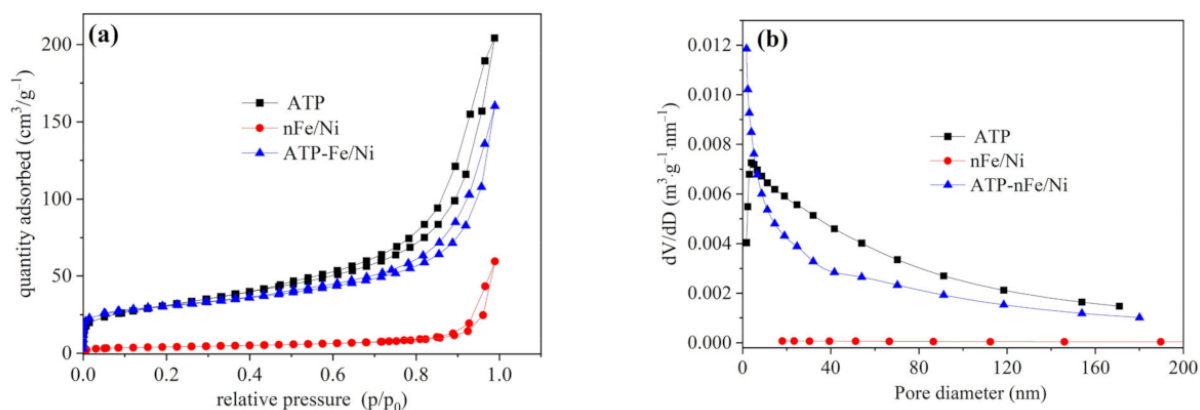 (a)
ATP
nFe/Ni
ATP-Fe/Ni
quantity adsorbed (cm³/g⁻¹)
200
150
100
50
0
0.0 0.2 0.4 0.6 0.8 1.0
relative pressure (p/p₀)
(b)
ATP
nFe/Ni
ATP-nFe/Ni
dV/dD (m³·g⁻¹·nm⁻¹)
0.012
0.010
0.008
0.006
0.004
0.002
0.000
0 40 80 120 160 200
Pore diameter (nm)